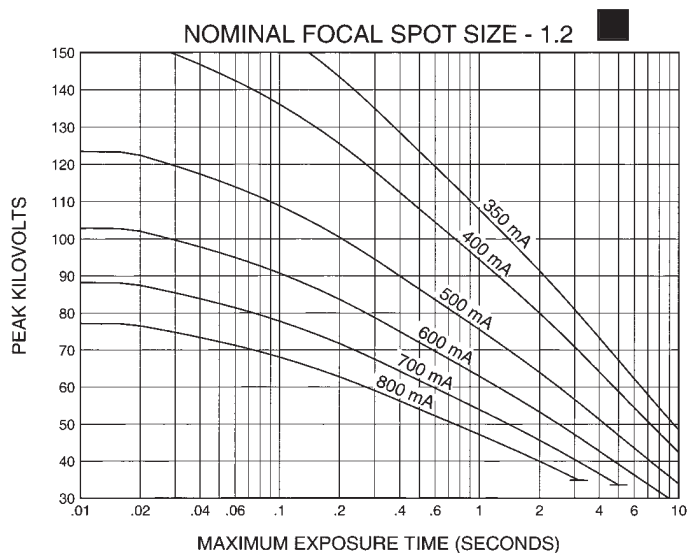 NOMINAL FOCAL SPOT SIZE - 1.2
150
140
130
120
110
100
90
80
70
60
50
40
30
PEAK KILOVOLTS
350 mA
400 mA
500 mA
600 mA
700 mA
800 mA
.01 .02 .04 .06 .1 .2 .4 .6 1 2 4 6 10
MAXIMUM EXPOSURE TIME (SECONDS)